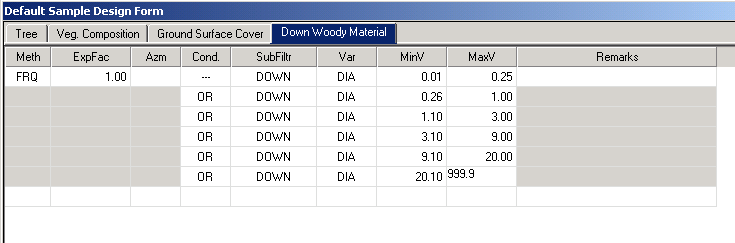 Default Sample Design Form
Tree Veg. Composition Ground Surface Cover Down Woody Material
Meth ExpFac Azm Cond. SubFiltr Var MinV MaxV Remarks
FRQ 1.00 --- DOWN DIA 0.01 0.25
OR DOWN DIA 0.26 1.00
OR DOWN DIA 1.10 3.00
OR DOWN DIA 3.10 9.00
OR DOWN DIA 9.10 20.00
OR DOWN DIA 20.10 999.9